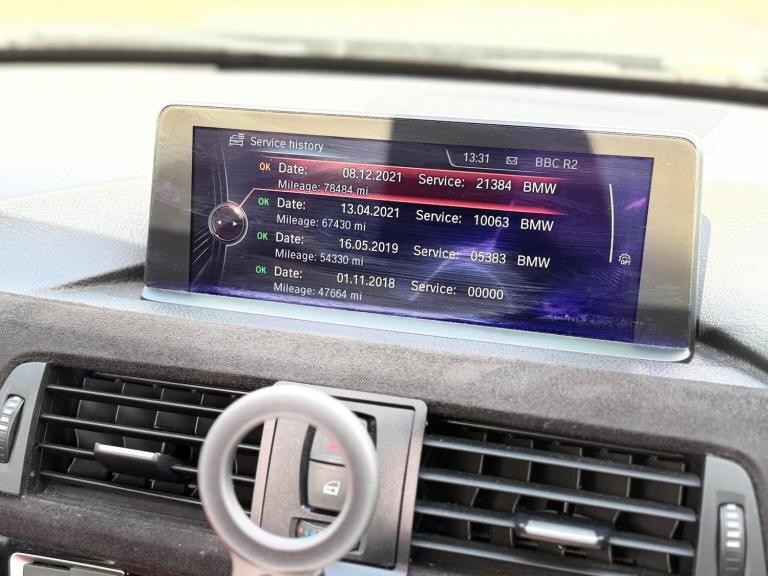 Service history
13:31 BBC R2
OK Date: 08.12.2021 Service: 21384 BMW
Mileage: 78484 mi
OK Date: 13.04.2021 Service: 10063 BMW
Mileage: 67430 mi
OK Date: 16.05.2019 Service: 05383 BMW
Mileage: 54330 mi
OK Date: 01.11.2018 Service: 00000
Mileage: 47664 mi
OPT